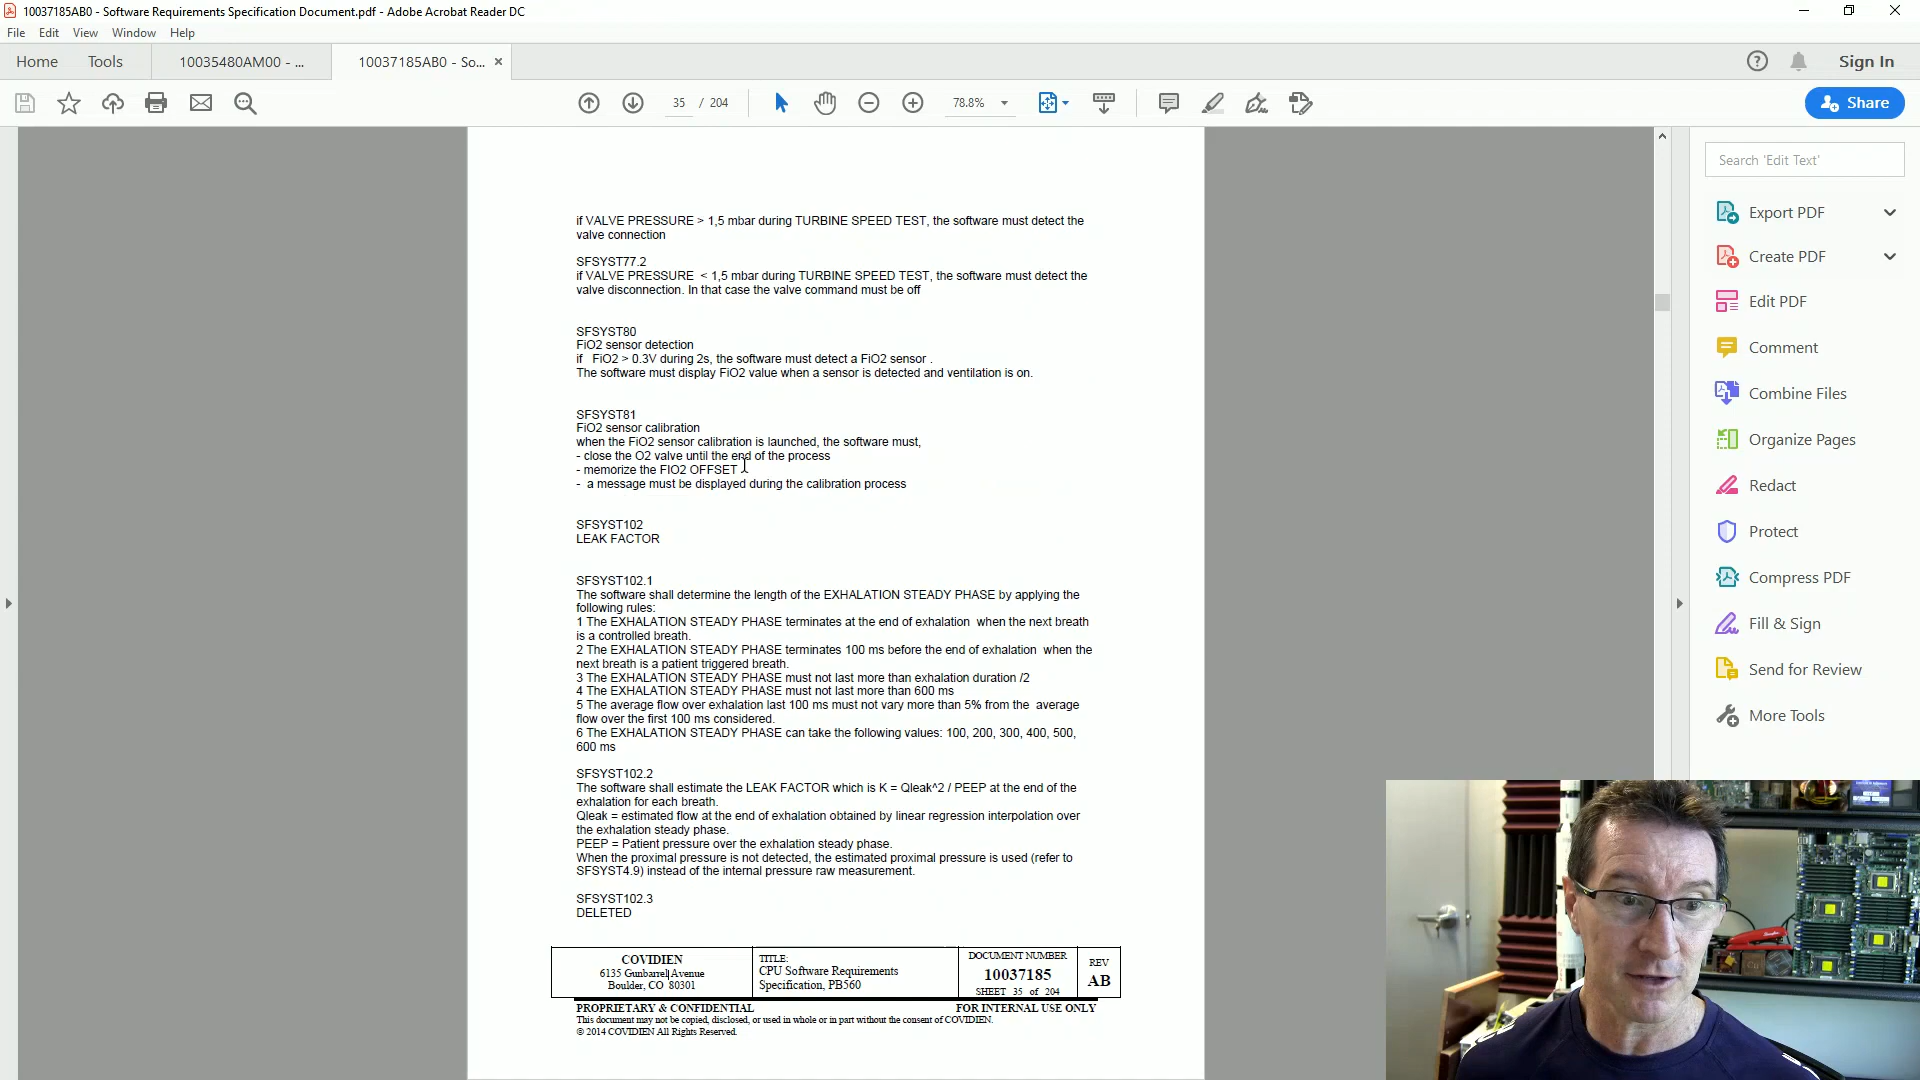 10037185AB0 - Software Requirements Specification Document.pdf - Adobe Acrobat Reader DC
File Edit View Window Help
Home Tools 10035480AM00 - ... 10037185AB0 - So... ×
Sign In
35 / 204 78.8%
Share
Search 'Edit Text'
Export PDF
Create PDF
Edit PDF
Comment
Combine Files
Organize Pages
Redact
Protect
Compress PDF
Fill & Sign
Send for Review
More Tools
if VALVE PRESSURE > 1,5 mbar during TURBINE SPEED TEST, the software must detect the
valve connection
SFSYST77.2
if VALVE PRESSURE < 1,5 mbar during TURBINE SPEED TEST, the software must detect the
valve disconnection. In that case the valve command must be off
SFSYST80
FiO2 sensor detection
if FiO2 > 0.3V during 2s, the software must detect a FiO2 sensor .
The software must display FiO2 value when a sensor is detected and ventilation is on.
SFSYST81
FiO2 sensor calibration
when the FiO2 sensor calibration is launched, the software must,
- close the O2 valve until the end of the process
- memorize the FIO2 OFFSET
- a message must be displayed during the calibration process
SFSYST102
LEAK FACTOR
SFSYST102.1
The software shall determine the length of the EXHALATION STEADY PHASE by applying the
following rules:
1 The EXHALATION STEADY PHASE terminates at the end of exhalation when the next breath
is a controlled breath.
2 The EXHALATION STEADY PHASE terminates 100 ms before the end of exhalation when the
next breath is a patient triggered breath.
3 The EXHALATION STEADY PHASE must not last more than exhalation duration /2
4 The EXHALATION STEADY PHASE must not last more than 600 ms
5 The average flow over exhalation last 100 ms must not vary more than 5% from the average
flow over the first 100 ms considered.
6 The EXHALATION STEADY PHASE can take the following values: 100, 200, 300, 400, 500,
600 ms
SFSYST102.2
The software shall estimate the LEAK FACTOR which is K = Qleak^2 / PEEP at the end of the
exhalation for each breath.
Qleak = estimated flow at the end of exhalation obtained by linear regression interpolation over
the exhalation steady phase.
PEEP = Patient pressure over the exhalation steady phase.
When the proximal pressure is not detected, the estimated proximal pressure is used (refer to
SFSYST4.9) instead of the internal pressure raw measurement.
SFSYST102.3
DELETED
COVIDIEN
6135 Gunbarrel Avenue
Boulder, CO 80301
TITLE:
CPU Software Requirements
Specification, PB560
DOCUMENT NUMBER
10037185
SHEET 35 of 204
REV
AB
PROPRIETARY & CONFIDENTIAL FOR INTERNAL USE ONLY
This document may not be copied, disclosed, or used in whole or in part without the consent of COVIDIEN.
© 2014 COVIDIEN All Rights Reserved.